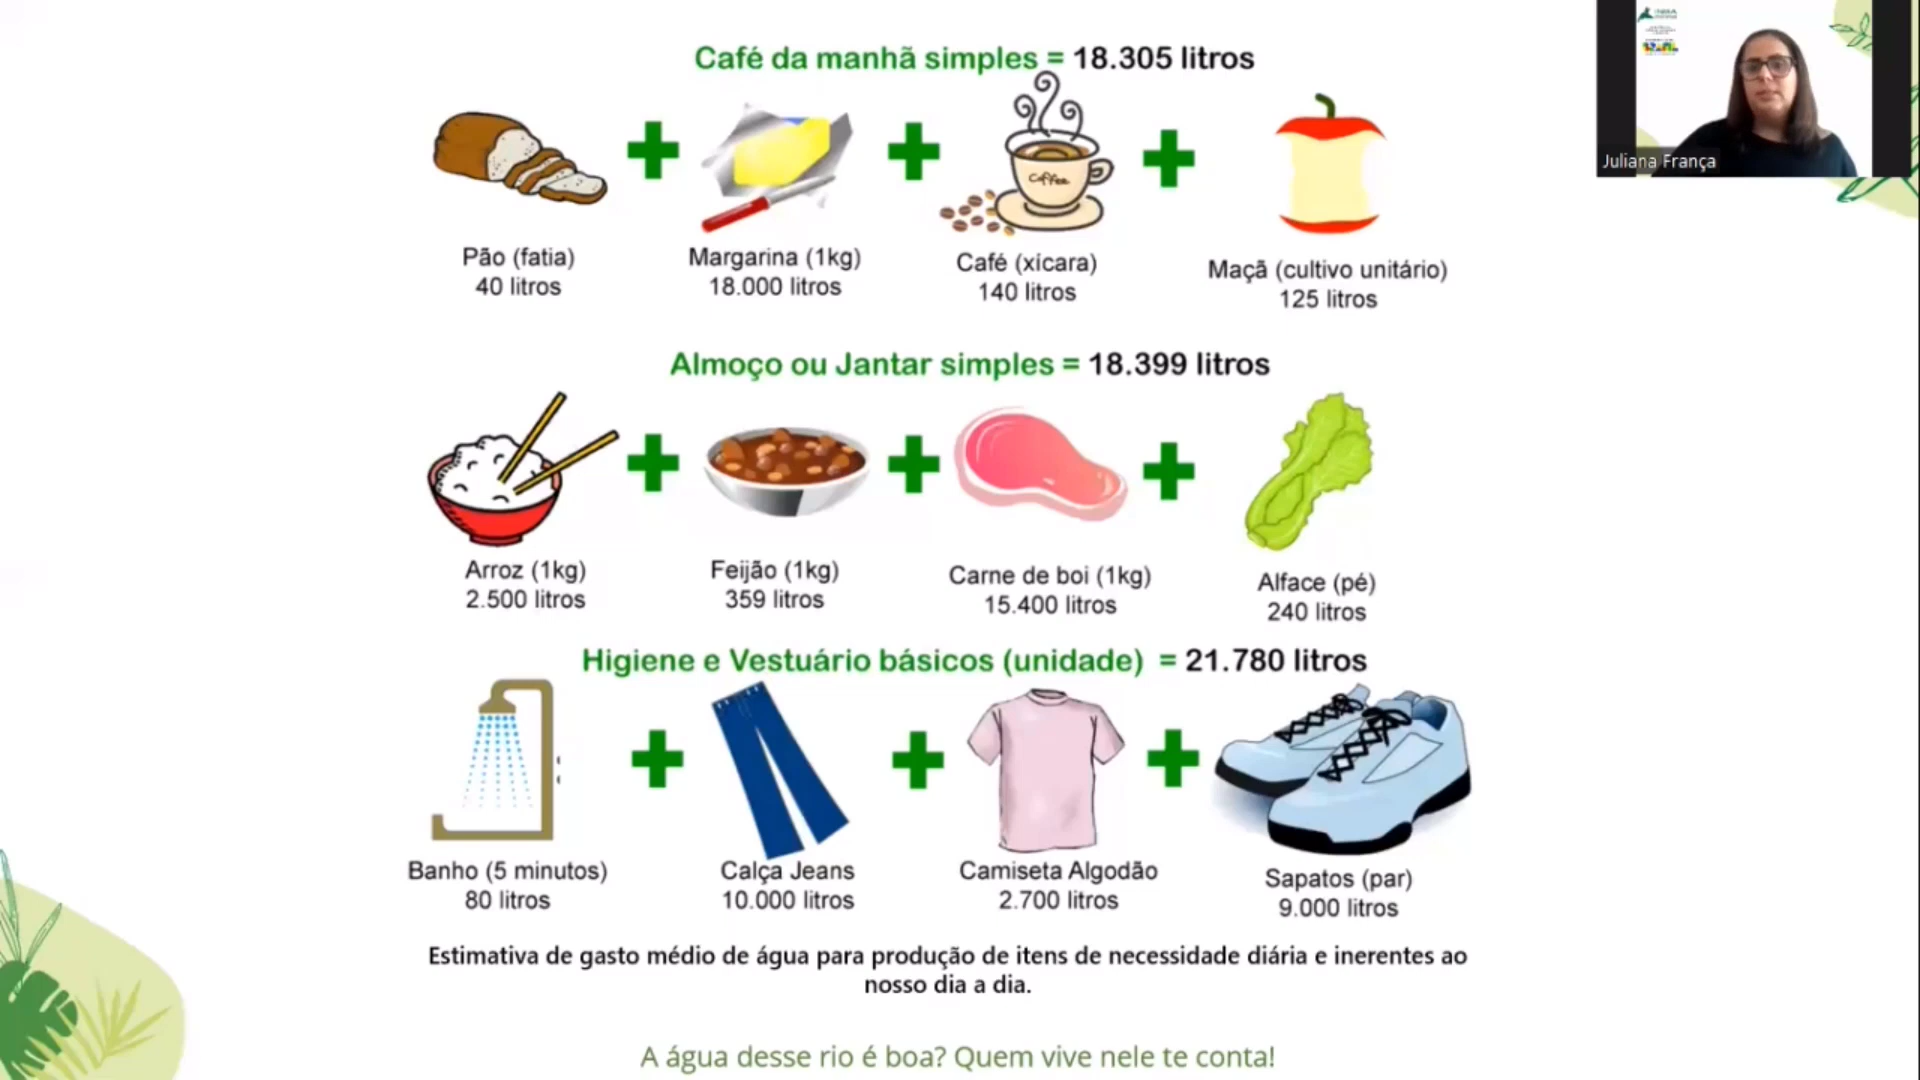 Café da manhã simples = 18.305 litros
Coffee
Juliana França
Pão (fatia)
40 litros
Margarina (1kg)
18.000 litros
Café (xícara)
140 litros
Maçã (cultivo unitário)
125 litros
Almoço ou Jantar simples = 18.399 litros
Arroz (1kg)
2.500 litros
Feijão (1kg)
359 litros
Carne de boi (1kg)
15.400 litros
Alface (pé)
240 litros
Higiene e Vestuário básicos (unidade) = 21.780 litros
Banho (5 minutos)
80 litros
Calça Jeans
10.000 litros
Camiseta Algodão
2.700 litros
Sapatos (par)
9.000 litros
Estimativa de gasto médio de água para produção de itens de necessidade diária e inerentes ao
nosso dia a dia.
A água desse rio é boa? Quem vive nele te conta!